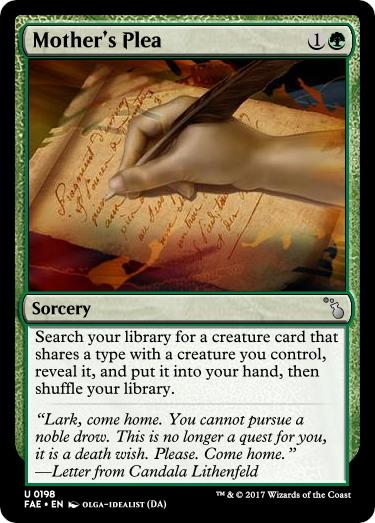 Mother's Plea
1
Sorcery
Search your library for a creature card that
shares a type with a creature you control,
reveal it, and put it into your hand, then
shuffle your library.
“Lark, come home. You cannot pursue a
noble drow. This is no longer a quest for you,
it is a death wish. Please. Come home.”
—Letter from Candala Lithenfeld
U 0198
FAE • EN OLGA-IDEALIST (DA)
™ & © 2017 Wizards of the Coast